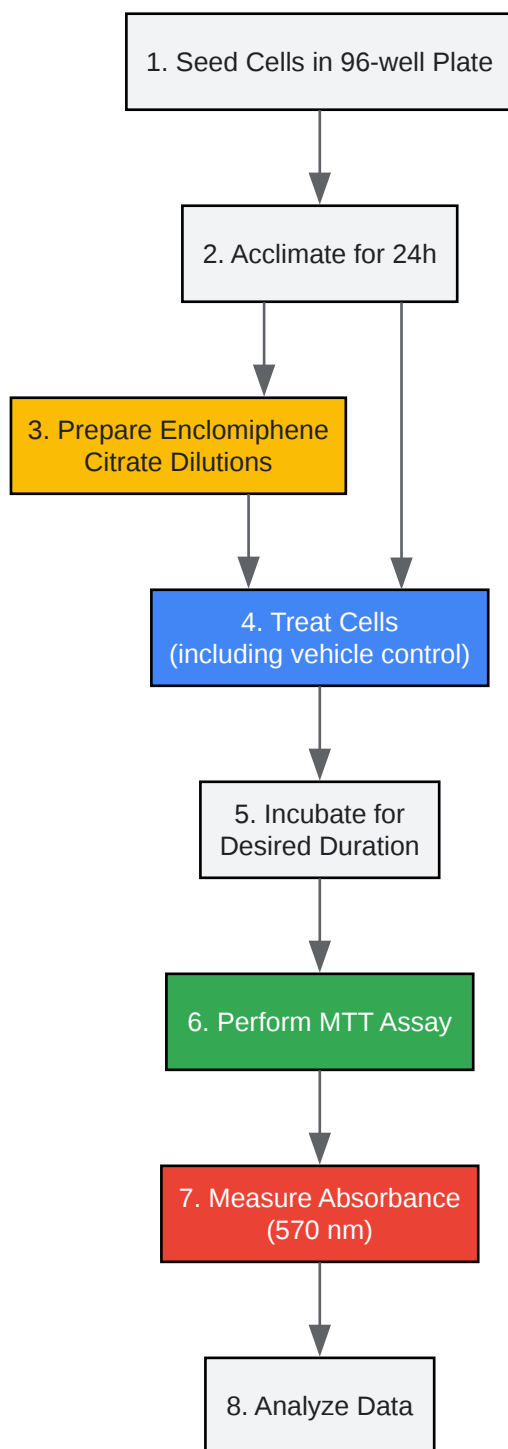 1. Seed Cells in 96-well Plate
2. Acclimate for 24h
3. Prepare Enclomiphene
Citrate Dilutions
4. Treat Cells
(including vehicle control)
5. Incubate for
Desired Duration
6. Perform MTT Assay
7. Measure Absorbance
(570 nm)
8. Analyze Data